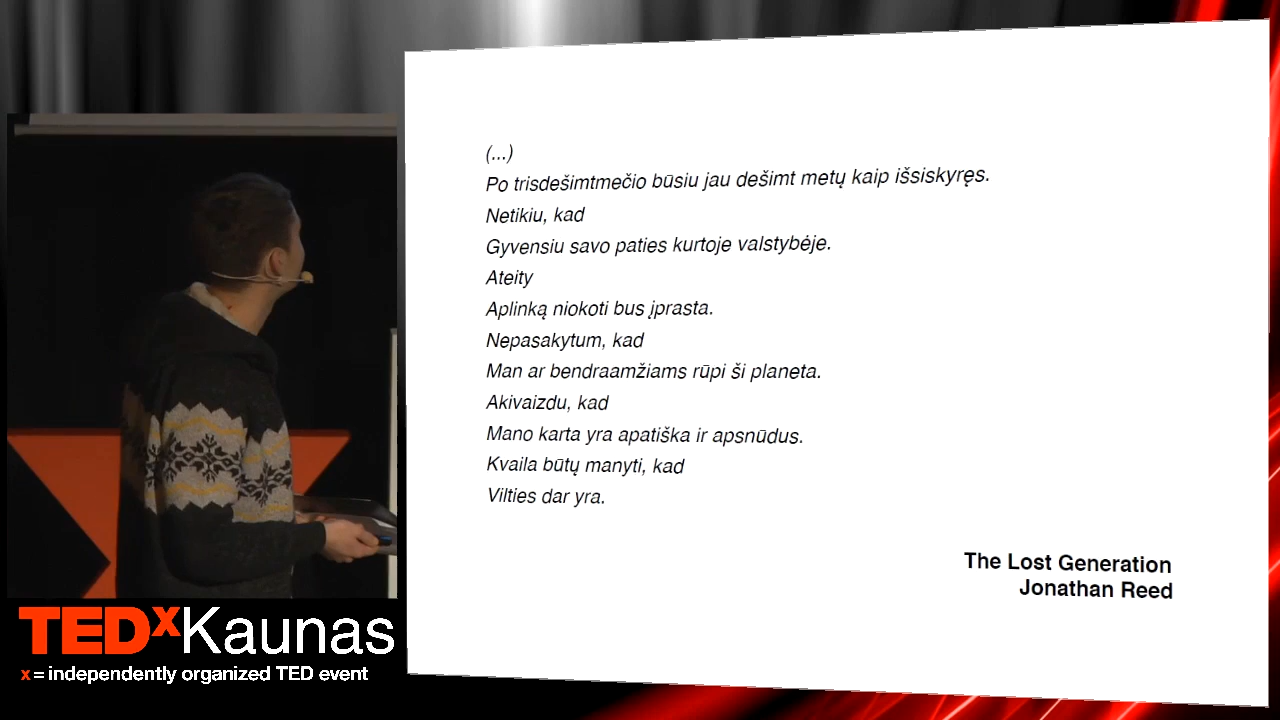 (...)
Po trisdešimtmečio būsiu jau dešimt metų kaip išsiskyręs.
Netikiu, kad
Gyvensiu savo paties kurtoje valstybėje.
Ateity
Aplinką niokoti bus įprasta.
Nepasakytum, kad
Man ar bendraamžiams rūpi ši planeta.
Akivaizdu, kad
Mano karta yra apatiška ir apsnūdus.
Kvaila būtų manyti, kad
Vilties dar yra.
The Lost Generation
Jonathan Reed
TEDxKaunas
x = independently organized TED event